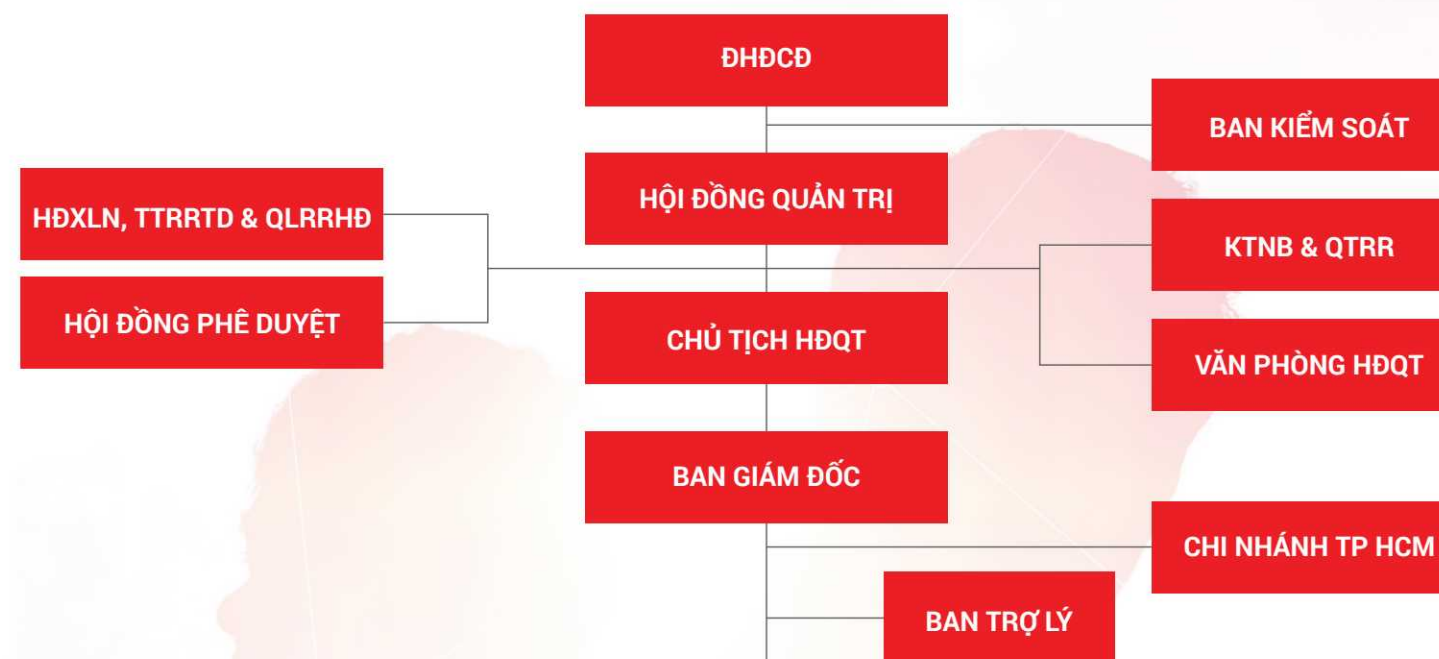 ĐHĐCĐ
BAN KIỂM SOÁT
HỘI ĐỒNG QUẢN TRỊ
HĐXLN, TTRRTD & QLRRHĐ
KTNB & QTRR
HỘI ĐỒNG PHÊ DUYỆT
CHỦ TỊCH HĐQT
VĂN PHÒNG HĐQT
BAN GIÁM ĐỐC
CHI NHÁNH TP HCM
BAN TRỢ LÝ